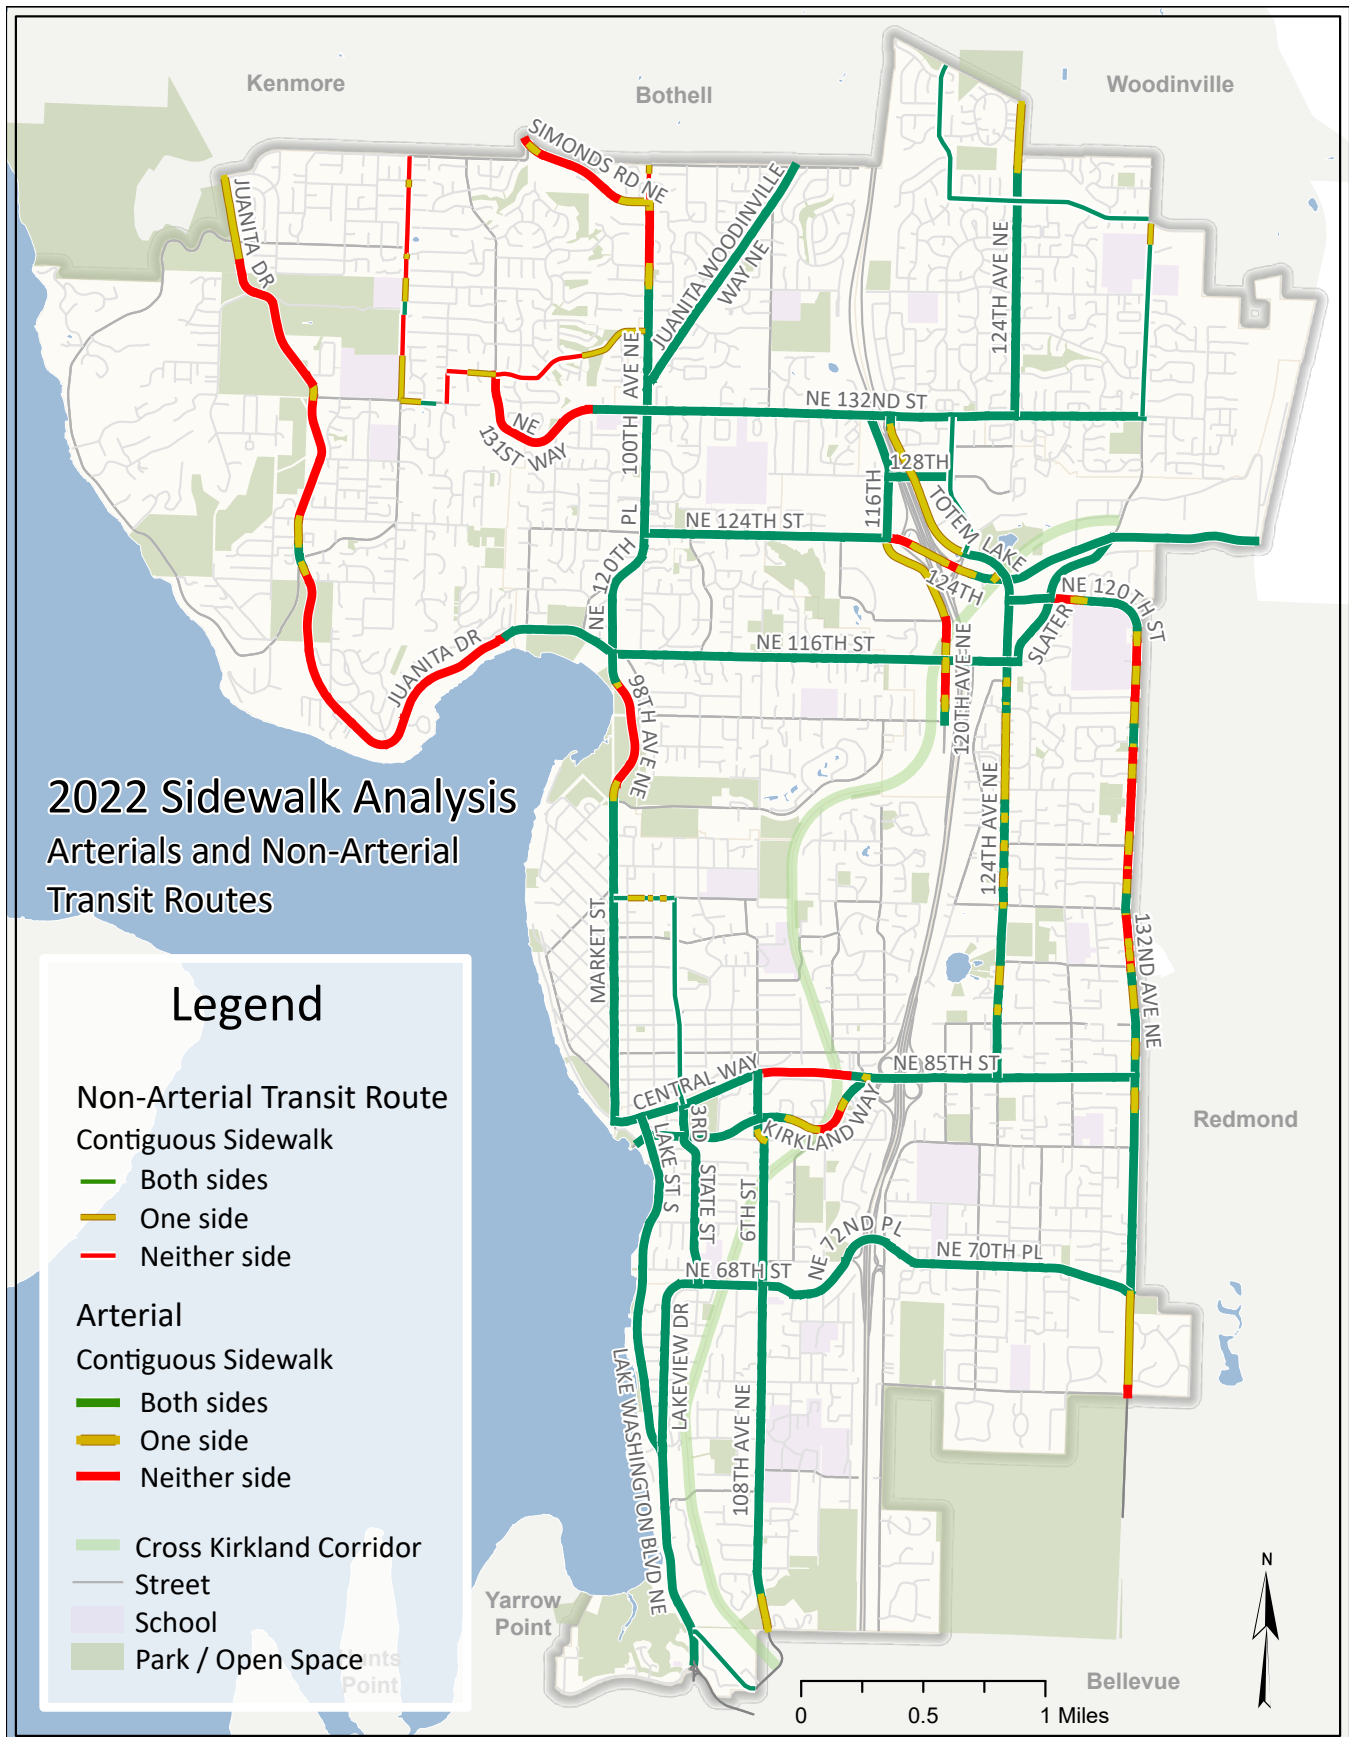 Kenmore
Bothell
Woodinville
SIMONDS RD NE
JUANITA DR
JUANITA WOODINVILLE
WAY NE
124TH AVE NE
100TH AVE NE
NE 132ND ST
NE
131ST WAY
128TH
116TH
TOTEM LAKE
NE 124TH ST
124TH
NE 120TH PL
NE 120TH ST
SLATER
NE 116TH ST
JUANITA DR
98TH AVE NE
120TH AVE NE
124TH AVE NE
2022 Sidewalk Analysis
Arterials and Non-Arterial
Transit Routes
MARKET ST
132ND AVE NE
Legend
Non-Arterial Transit Route
Contiguous Sidewalk
Both sides
One side
Neither side
Arterial
Contiguous Sidewalk
Both sides
One side
Neither side
Cross Kirkland Corridor
Street
School
Park / Open Space
Hunts
Point
CENTRAL WAY
NE 85TH ST
3RD
KIRKLAND WAY
Redmond
LAKE ST S
STATE ST
6TH ST
NE 72ND PL
NE 70TH PL
NE 68TH ST
LAKEVIEW DR
LAKE WASHINGTON BLVD NE
108TH AVE NE
Yarrow
Point
N
Bellevue
0 0.5 1 Miles